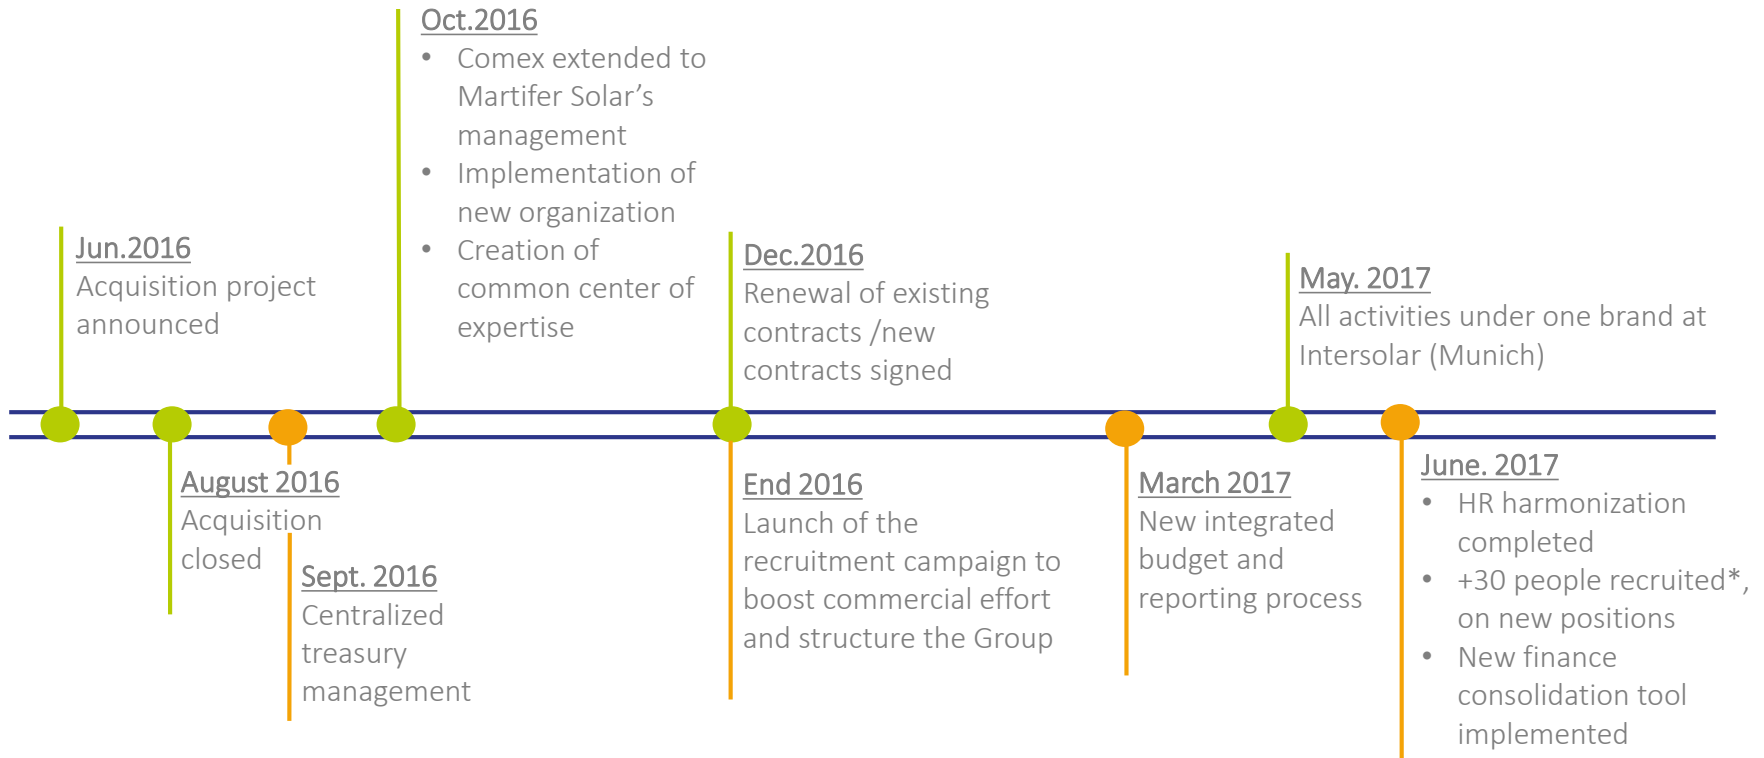 Oct.2016
• Comex extended to
Martifer Solar’s
management
• Implementation of
new organization
• Creation of
common center of
expertise
Jun.2016
Acquisition project
announced
Dec.2016
Renewal of existing
contracts /new
contracts signed
May. 2017
All activities under one brand at
Intersolar (Munich)
August 2016
Acquisition
closed
Sept. 2016
Centralized
treasury
management
End 2016
Launch of the
recruitment campaign to
boost commercial effort
and structure the Group
March 2017
New integrated
budget and
reporting process
June. 2017
• HR harmonization
completed
• +30 people recruited*,
on new positions
• New finance
consolidation tool
implemented